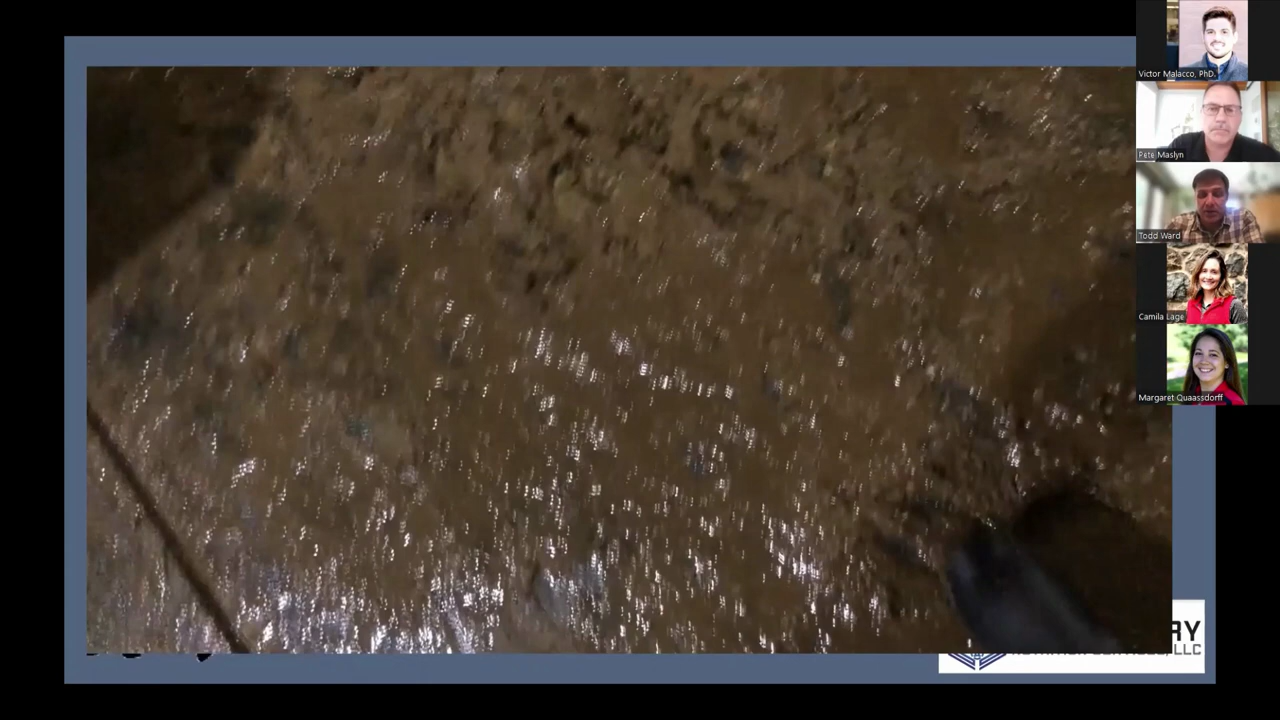 Victor Malacco, PhD.
Pete Maslyn
Todd Ward
Camila Lage
Margaret Quaassdorff
RY
LLC